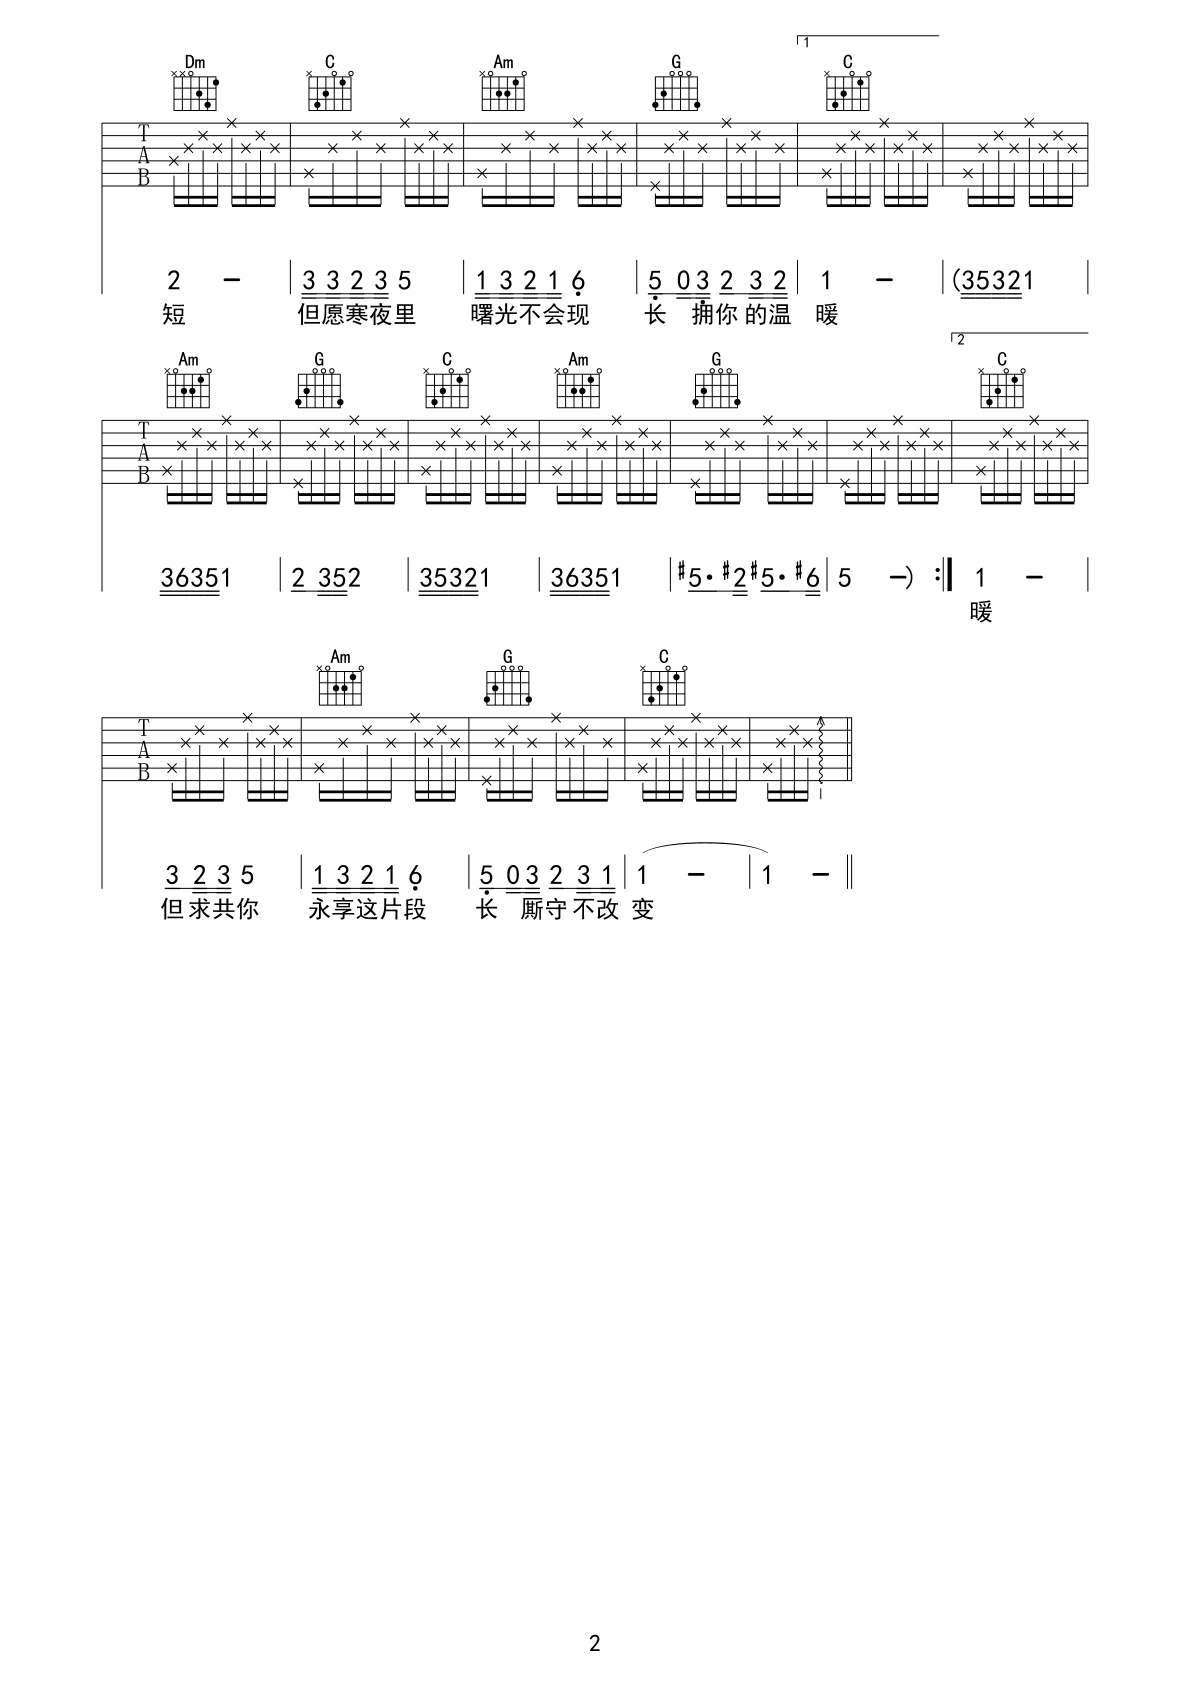 1
Dm C Am G C
T
A
B
2 – 3 3 2 3 5 1 3 2 1 6 5 0 3 2 3 2 1 – (35321
短 但愿寒夜里 曙光不会现 长 拥你的温 暖
2
Am G C Am G C
T
A
B
36351 2 352 35321 36351 #5· #2 #5· #6 5 –) :| 1 –
暖
Am G C
T
A
B
3 2 3 5 1 3 2 1 6 5 0 3 2 3 1 1 – 1 –
但求共你 永享这片段 长 厮守不改 变
2